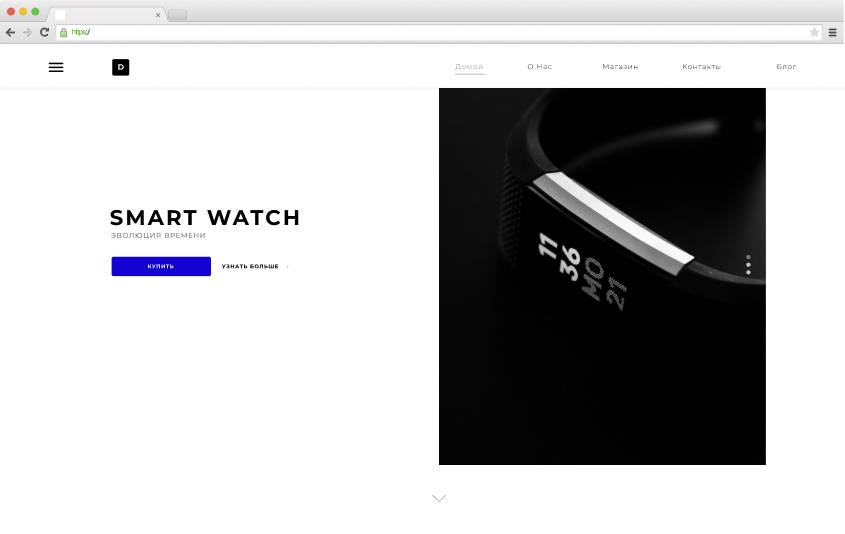 https:/
D
Домой
О Нас
Магазин
Контакты
Блог
SMART WATCH
ЭВОЛЮЦИЯ ВРЕМЕНИ
КУПИТЬ
УЗНАТЬ БОЛЬШЕ
11
36
MO
21